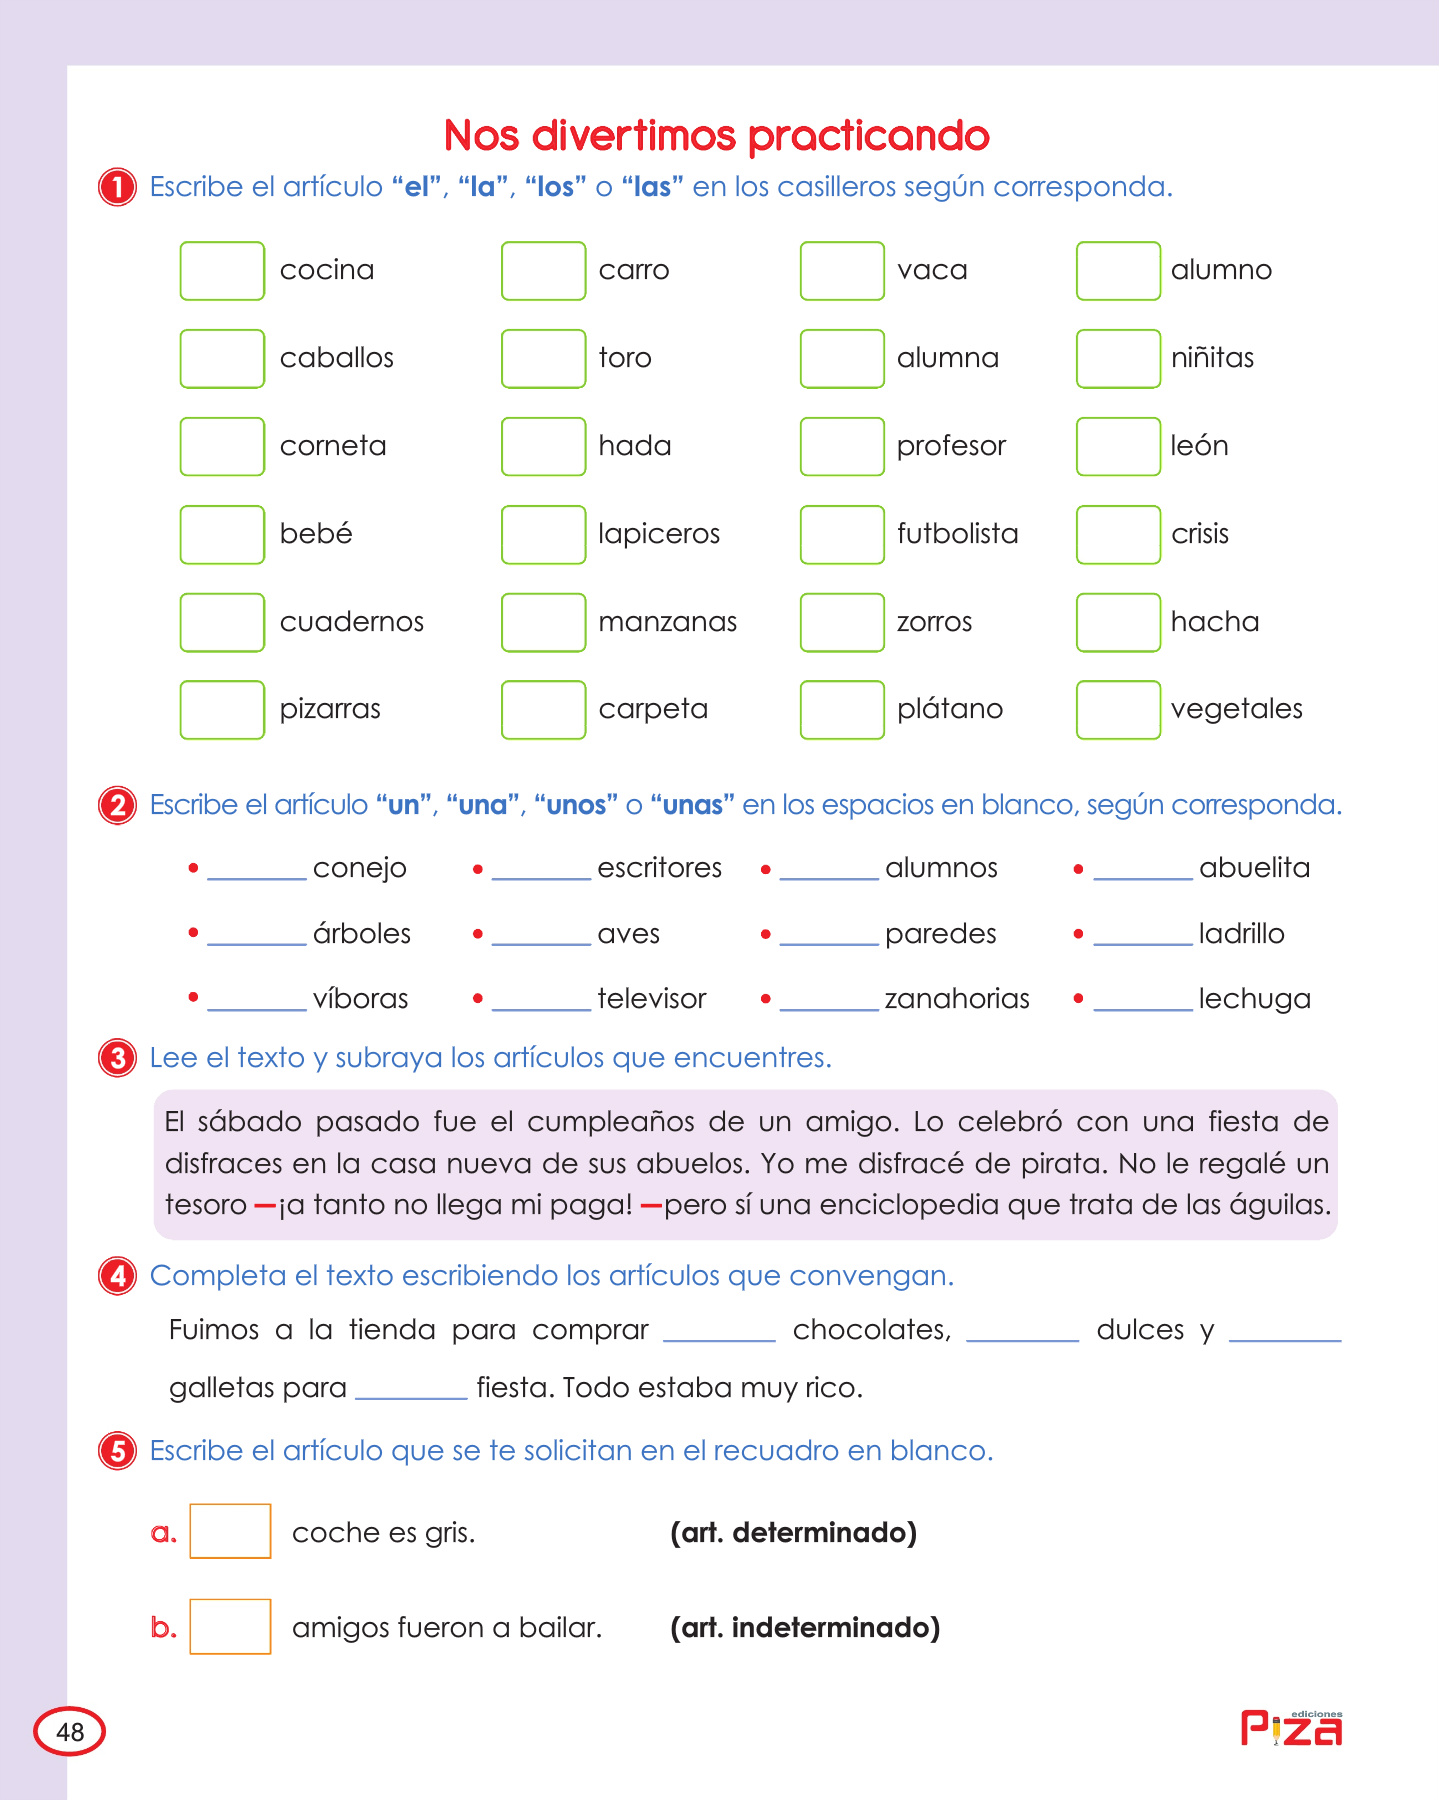 Nos divertimos practicando
1 Escribe el artículo “el”, “la”, “los” o “las” en los casilleros según corresponda.
cocina carro vaca alumno
caballos toro alumna niñitas
corneta hada profesor león
bebé lapiceros futbolista crisis
cuadernos manzanas zorros hacha
pizarras carpeta plátano vegetales
2 Escribe el artículo “un”, “una”, “unos” o “unas” en los espacios en blanco, según corresponda.
• _______ conejo • _______ escritores • _______ alumnos • _______ abuelita
• _______ árboles • _______ aves • _______ paredes • _______ ladrillo
• _______ víboras • _______ televisor • _______ zanahorias • _______ lechuga
3 Lee el texto y subraya los artículos que encuentres.
El sábado pasado fue el cumpleaños de un amigo. Lo celebró con una fiesta de
disfraces en la casa nueva de sus abuelos. Yo me disfracé de pirata. No le regalé un
tesoro —¡a tanto no llega mi paga! —pero sí una enciclopedia que trata de las águilas.
4 Completa el texto escribiendo los artículos que convengan.
Fuimos a la tienda para comprar ________ chocolates, ________ dulces y ________
galletas para ________ fiesta. Todo estaba muy rico.
5 Escribe el artículo que se te solicitan en el recuadro en blanco.
a. coche es gris. (art. determinado)
b. amigos fueron a bailar. (art. indeterminado)
48
ediciones
Piza